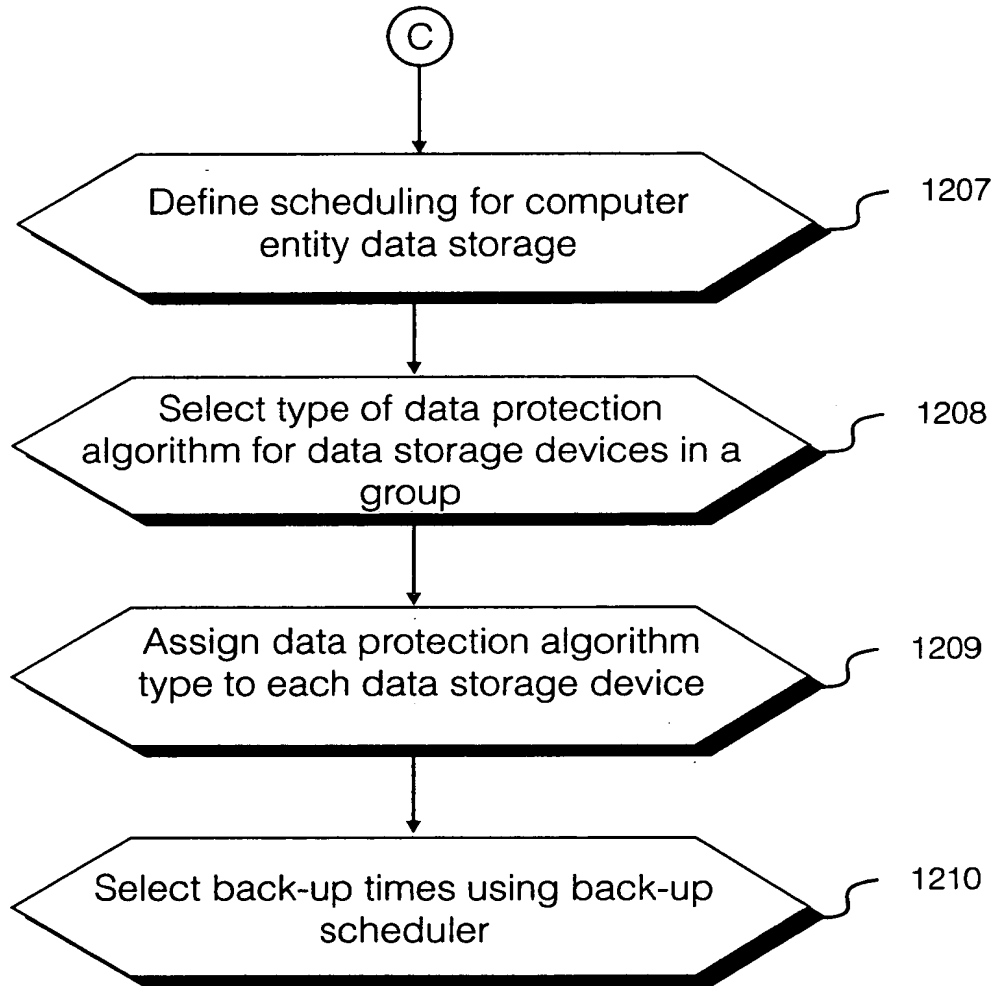 C
Define scheduling for computer
entity data storage
1207
Select type of data protection
algorithm for data storage devices in a
group
1208
Assign data protection algorithm
type to each data storage device
1209
Select back-up times using back-up
scheduler
1210